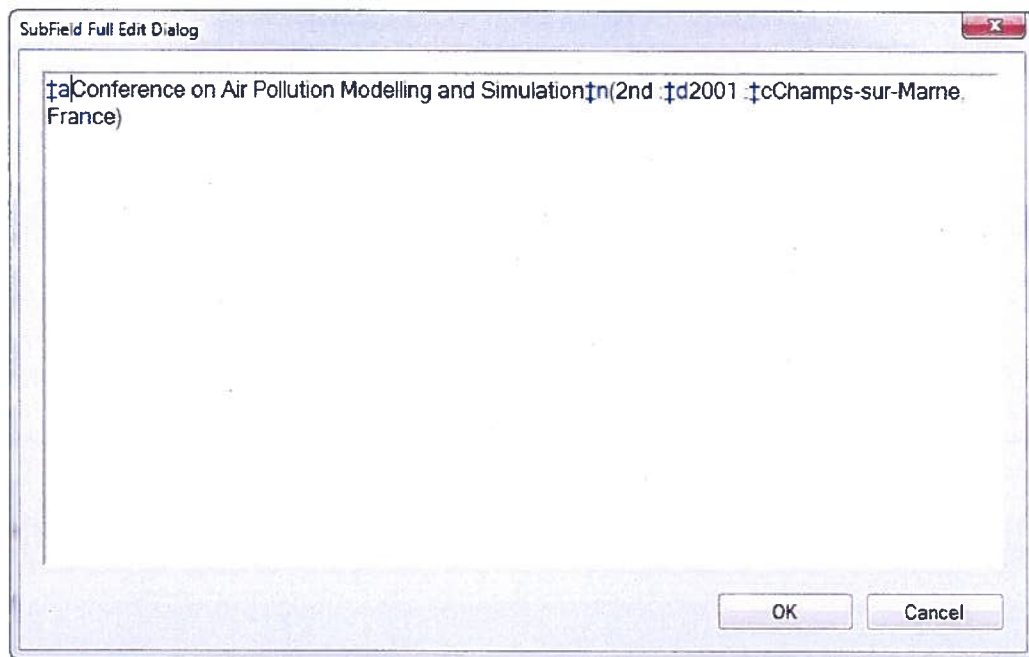 SubField Full Edit Dialog
‡aConference on Air Pollution Modelling and Simulation‡n(2nd :‡d2001 :‡cChamps-sur-Marne,
France)
OK Cancel